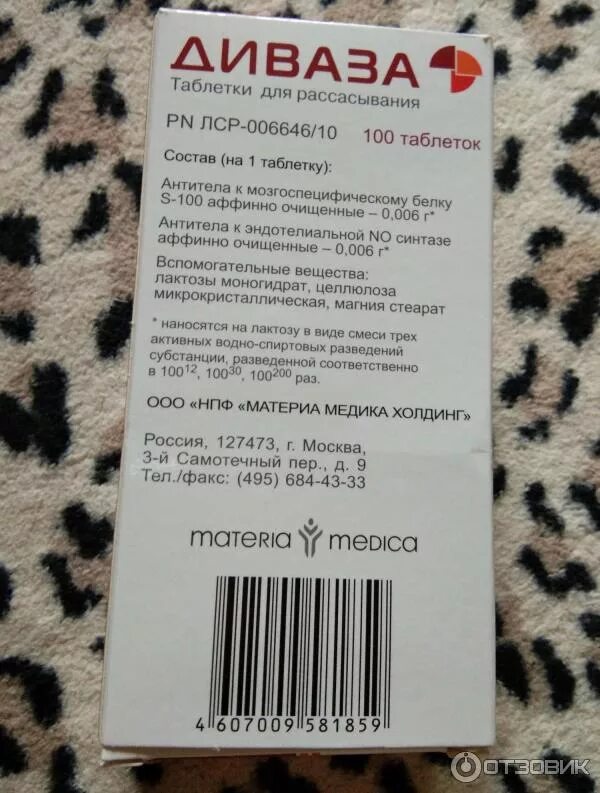 ДИВАЗА
Таблетки для рассасывания
PN ЛСР-006646/10 100 таблеток
Состав (на 1 таблетку):
Антитела к мозгоспецифическому белку
S-100 аффинно очищенные – 0,006 г*
Антитела к эндотелиальной NO синтазе
аффинно очищенные – 0,006 г*
Вспомогательные вещества:
лактозы моногидрат, целлюлоза
микрокристаллическая, магния стеарат
* наносятся на лактозу в виде смеси трех
активных водно-спиртовых разведений
субстанции, разведенной соответственно
в 100¹², 100³⁰, 100²⁰⁰ раз.
ООО «НПФ «МАТЕРИА МЕДИКА ХОЛДИНГ»
Россия, 127473, г. Москва,
3-й Самотечный пер., д. 9
Тел./факс: (495) 684-43-33
materia medica
4 607009 581859
ОТЗОВИК